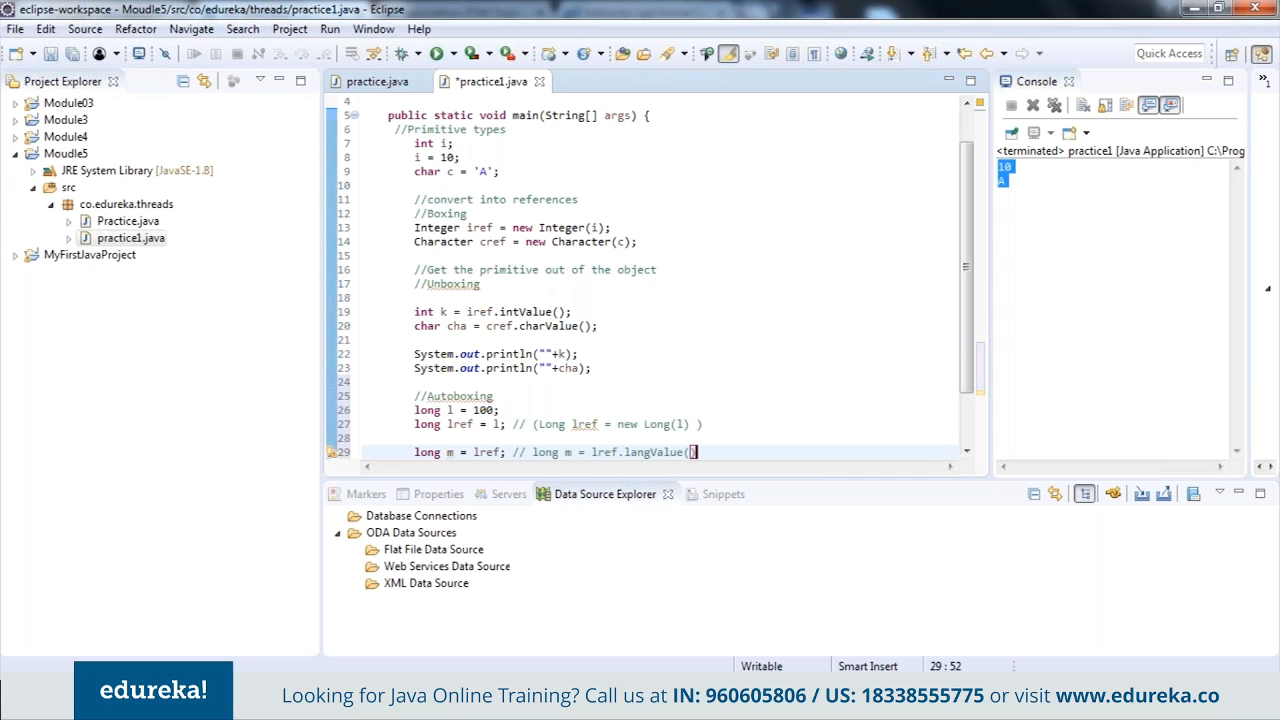 eclipse-workspace - Moudle5/src/co/edureka/threads/practice1.java - Eclipse
File Edit Source Refactor Navigate Search Project Run Window Help
Quick Access
Project Explorer
practice.java
*practice1.java
Console
Module03
Module3
Module4
Moudle5
JRE System Library [JavaSE-1.8]
src
co.edureka.threads
Practice.java
practice1.java
MyFirstJavaProject
4
5 public static void main(String[] args) {
6 //Primitive types
7 int i;
8 i = 10;
9 char c = 'A';
10
11 //convert into references
12 //Boxing
13 Integer iref = new Integer(i);
14 Character cref = new Character(c);
15
16 //Get the primitive out of the object
17 //Unboxing
18
19 int k = iref.intValue();
20 char cha = cref.charValue();
21
22 System.out.println(""+k);
23 System.out.println(""+cha);
24
25 //Autoboxing
26 long l = 100;
27 long lref = l; // (Long lref = new Long(l) )
28
29 long m = lref; // long m = lref.langValue()
<terminated> practice1 [Java Application] C:\Prog
10
A
Markers Properties Servers Data Source Explorer Snippets
Database Connections
ODA Data Sources
Flat File Data Source
Web Services Data Source
XML Data Source
Writable Smart Insert 29 : 52
edureka!
Looking for Java Online Training? Call us at IN: 960605806 / US: 18338555775 or visit www.edureka.co